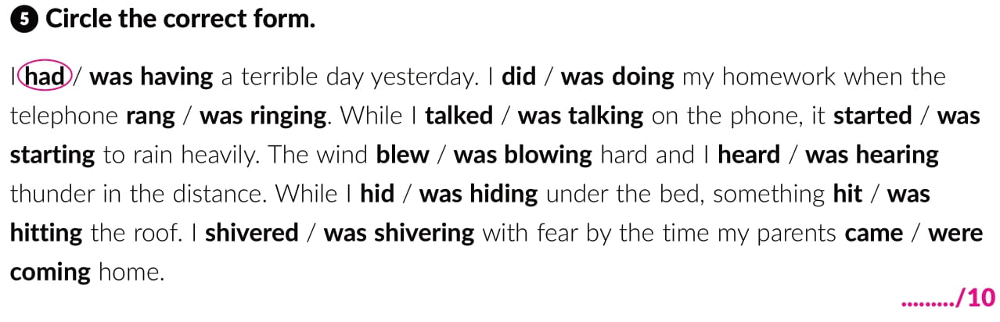 5 Circle the correct form.
I had / was having a terrible day yesterday. I did / was doing my homework when the
telephone rang / was ringing. While I talked / was talking on the phone, it started / was
starting to rain heavily. The wind blew / was blowing hard and I heard / was hearing
thunder in the distance. While I hid / was hiding under the bed, something hit / was
hitting the roof. I shivered / was shivering with fear by the time my parents came / were
coming home.
........./10